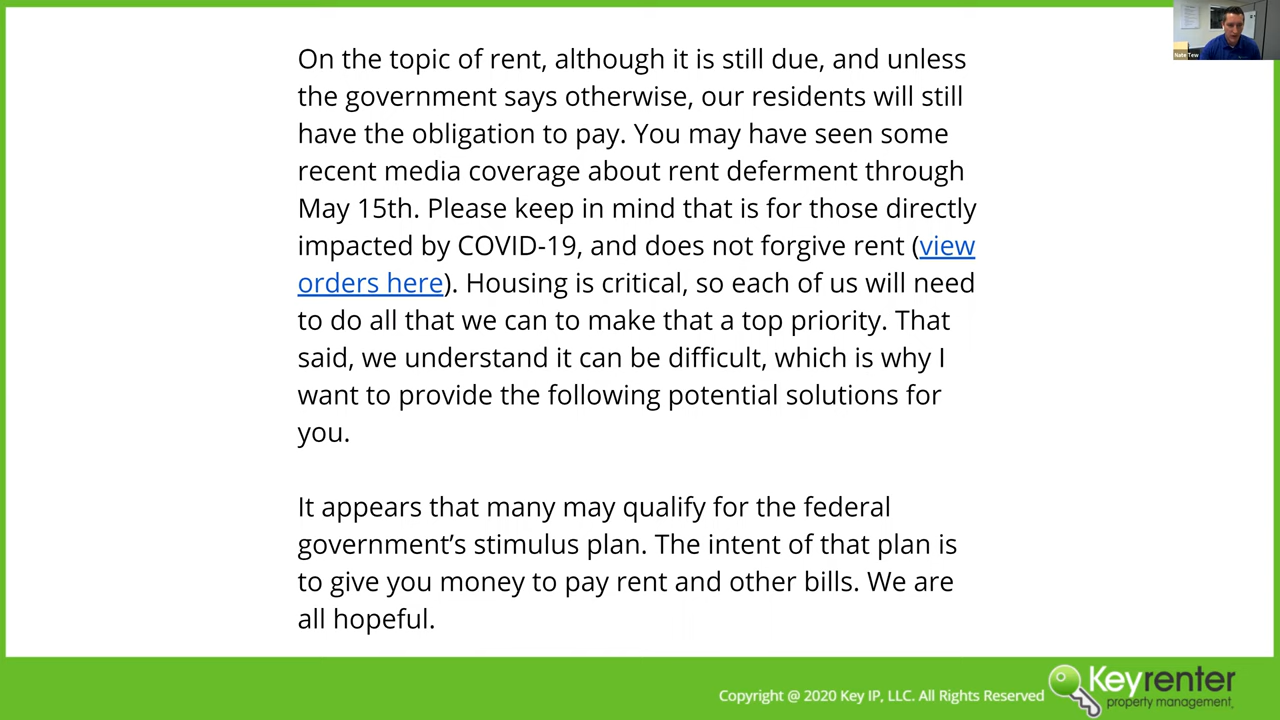 On the topic of rent, although it is still due, and unless
the government says otherwise, our residents will still
have the obligation to pay. You may have seen some
recent media coverage about rent deferment through
May 15th. Please keep in mind that is for those directly
impacted by COVID-19, and does not forgive rent (view
orders here). Housing is critical, so each of us will need
to do all that we can to make that a top priority. That
said, we understand it can be difficult, which is why I
want to provide the following potential solutions for
you.
It appears that many may qualify for the federal
government’s stimulus plan. The intent of that plan is
to give you money to pay rent and other bills. We are
all hopeful.
Nate Tew
Copyright @ 2020 Key IP, LLC. All Rights Reserved
Keyrenter
property management